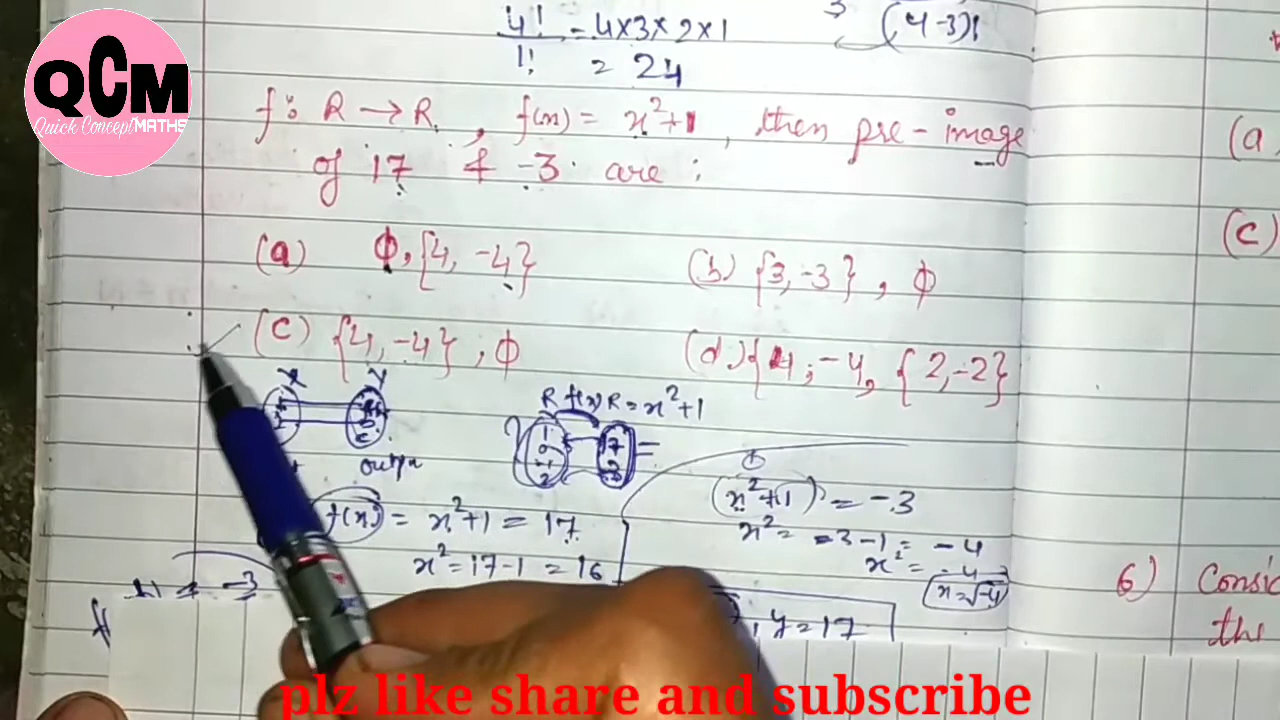 QCM
Quick Concept MATHS
4! = 4×3×2×1
1! = 24
3 (4-3)!
f: R → R, f(x) = x²+1, then pre-image
of 17 & -3 are :
(a) Φ, {4, -4}
(b) {3, -3}, Φ
(C) {4, -4}, Φ
(d) {4, -4, {2, -2}
(a
(C)
X Y
R f(x) R = x²+1
f(x) = x²+1 = 17
x² = 17-1 = 16
(x²+1) = -3
x² = -3-1 = -4
x² = -4
x = √-4
, y = 17
6) Consid
the
plz like share and subscribe